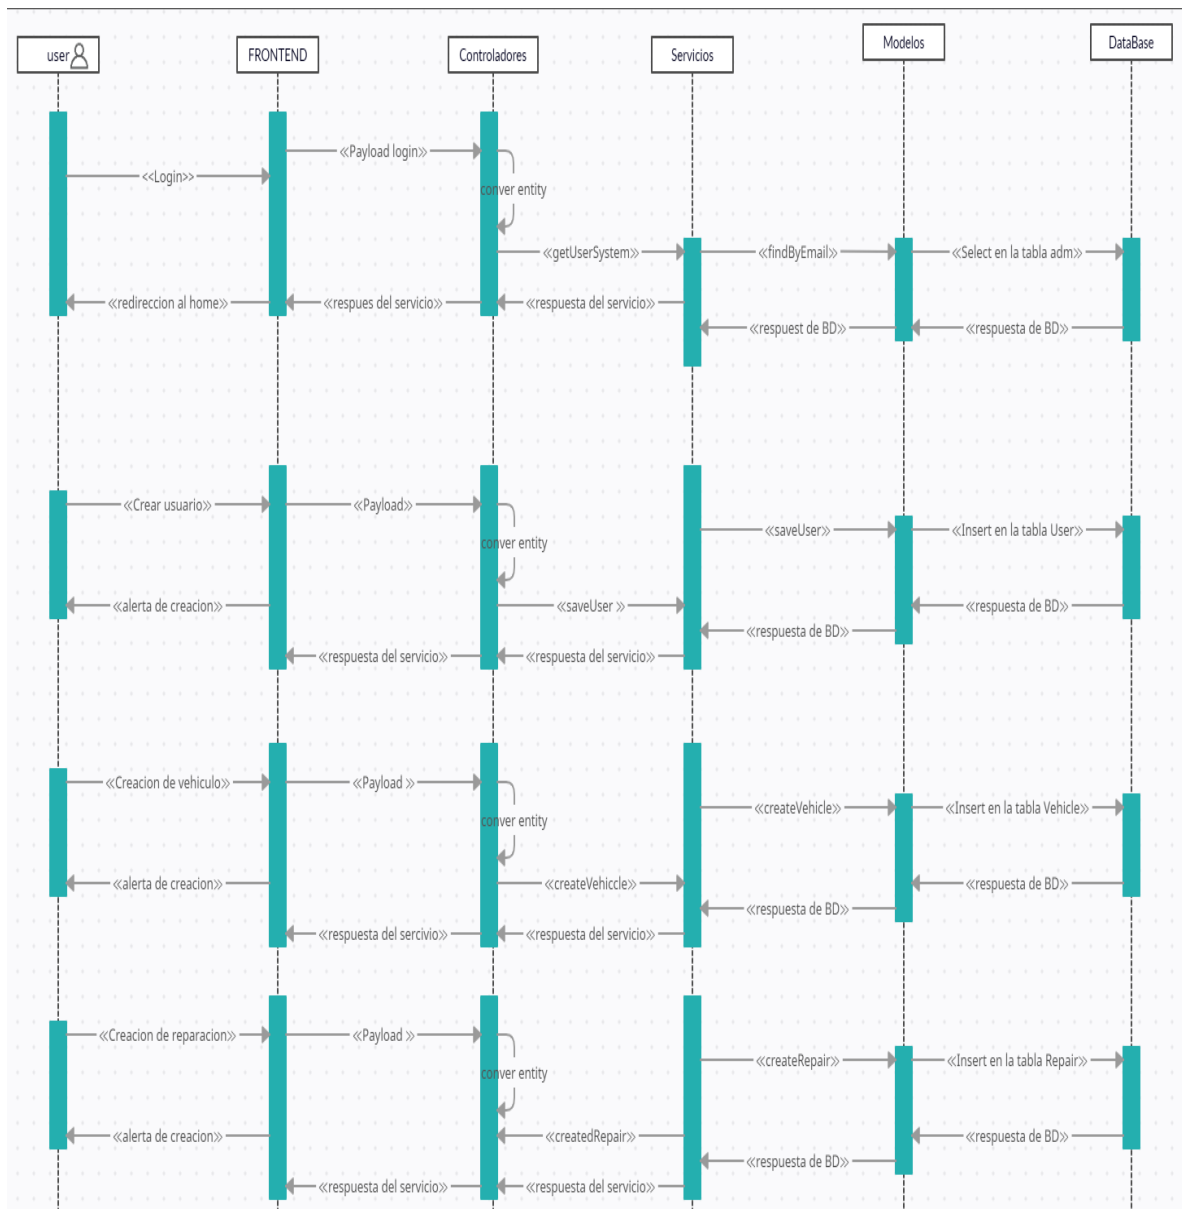 user
FRONTEND
Controladores
Servicios
Modelos
DataBase
«Payload login»
<<Login>>
conver entity
«getUserSystem»
«findByEmail»
«Select en la tabla adm»
«redireccion al home»
«respues del servicio»
«respuesta del servicio»
«respuest de BD»
«respuesta de BD»
«Crear usuario»
«Payload»
conver entity
«saveUser»
«Insert en la tabla User»
«alerta de creacion»
«saveUser »
«respuesta de BD»
«respuesta de BD»
«respuesta del servicio»
«respuesta del servicio»
«Creacion de vehiculo»
«Payload »
conver entity
«createVehicle»
«Insert en la tabla Vehicle»
«alerta de creacion»
«createVehiccle»
«respuesta de BD»
«respuesta de BD»
«respuesta del sercivio»
«respuesta del servicio»
«Creacion de reparacion»
«Payload »
conver entity
«createRepair»
«Insert en la tabla Repair»
«alerta de creacion»
«createdRepair»
«respuesta de BD»
«respuesta de BD»
«respuesta del servicio»
«respuesta del servicio»